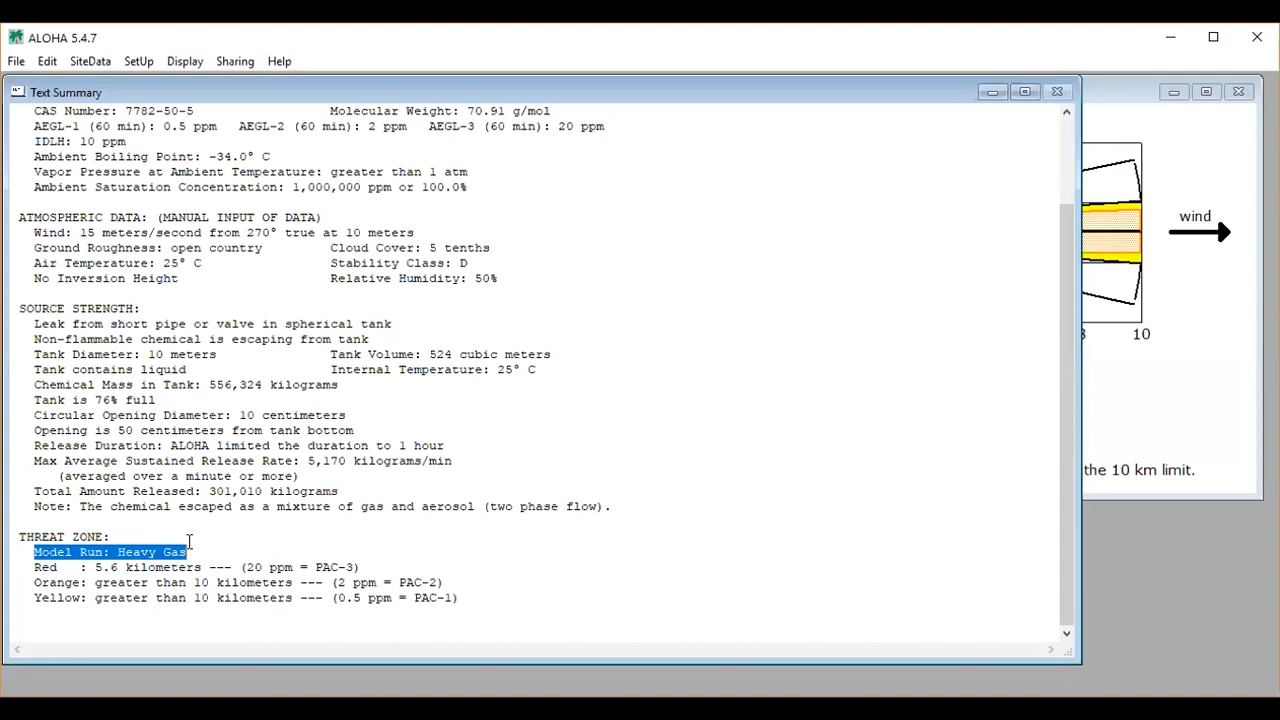 ALOHA 5.4.7
File Edit SiteData SetUp Display Sharing Help
Text Summary
CAS Number: 7782-50-5 Molecular Weight: 70.91 g/mol
AEGL-1 (60 min): 0.5 ppm AEGL-2 (60 min): 2 ppm AEGL-3 (60 min): 20 ppm
IDLH: 10 ppm
Ambient Boiling Point: -34.0° C
Vapor Pressure at Ambient Temperature: greater than 1 atm
Ambient Saturation Concentration: 1,000,000 ppm or 100.0%
ATMOSPHERIC DATA: (MANUAL INPUT OF DATA)
Wind: 15 meters/second from 270° true at 10 meters
Ground Roughness: open country Cloud Cover: 5 tenths
Air Temperature: 25° C Stability Class: D
No Inversion Height Relative Humidity: 50%
SOURCE STRENGTH:
Leak from short pipe or valve in spherical tank
Non-flammable chemical is escaping from tank
Tank Diameter: 10 meters Tank Volume: 524 cubic meters
Tank contains liquid Internal Temperature: 25° C
Chemical Mass in Tank: 556,324 kilograms
Tank is 76% full
Circular Opening Diameter: 10 centimeters
Opening is 50 centimeters from tank bottom
Release Duration: ALOHA limited the duration to 1 hour
Max Average Sustained Release Rate: 5,170 kilograms/min
(averaged over a minute or more)
Total Amount Released: 301,010 kilograms
Note: The chemical escaped as a mixture of gas and aerosol (two phase flow).
THREAT ZONE:
Model Run: Heavy Gas
Red : 5.6 kilometers --- (20 ppm = PAC-3)
Orange: greater than 10 kilometers --- (2 ppm = PAC-2)
Yellow: greater than 10 kilometers --- (0.5 ppm = PAC-1)
wind
10
the 10 km limit.